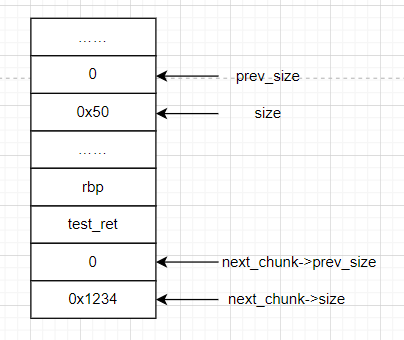 ……
0
prev_size
0x50
size
……
rbp
test_ret
0
next_chunk->prev_size
0x1234
next_chunk->size